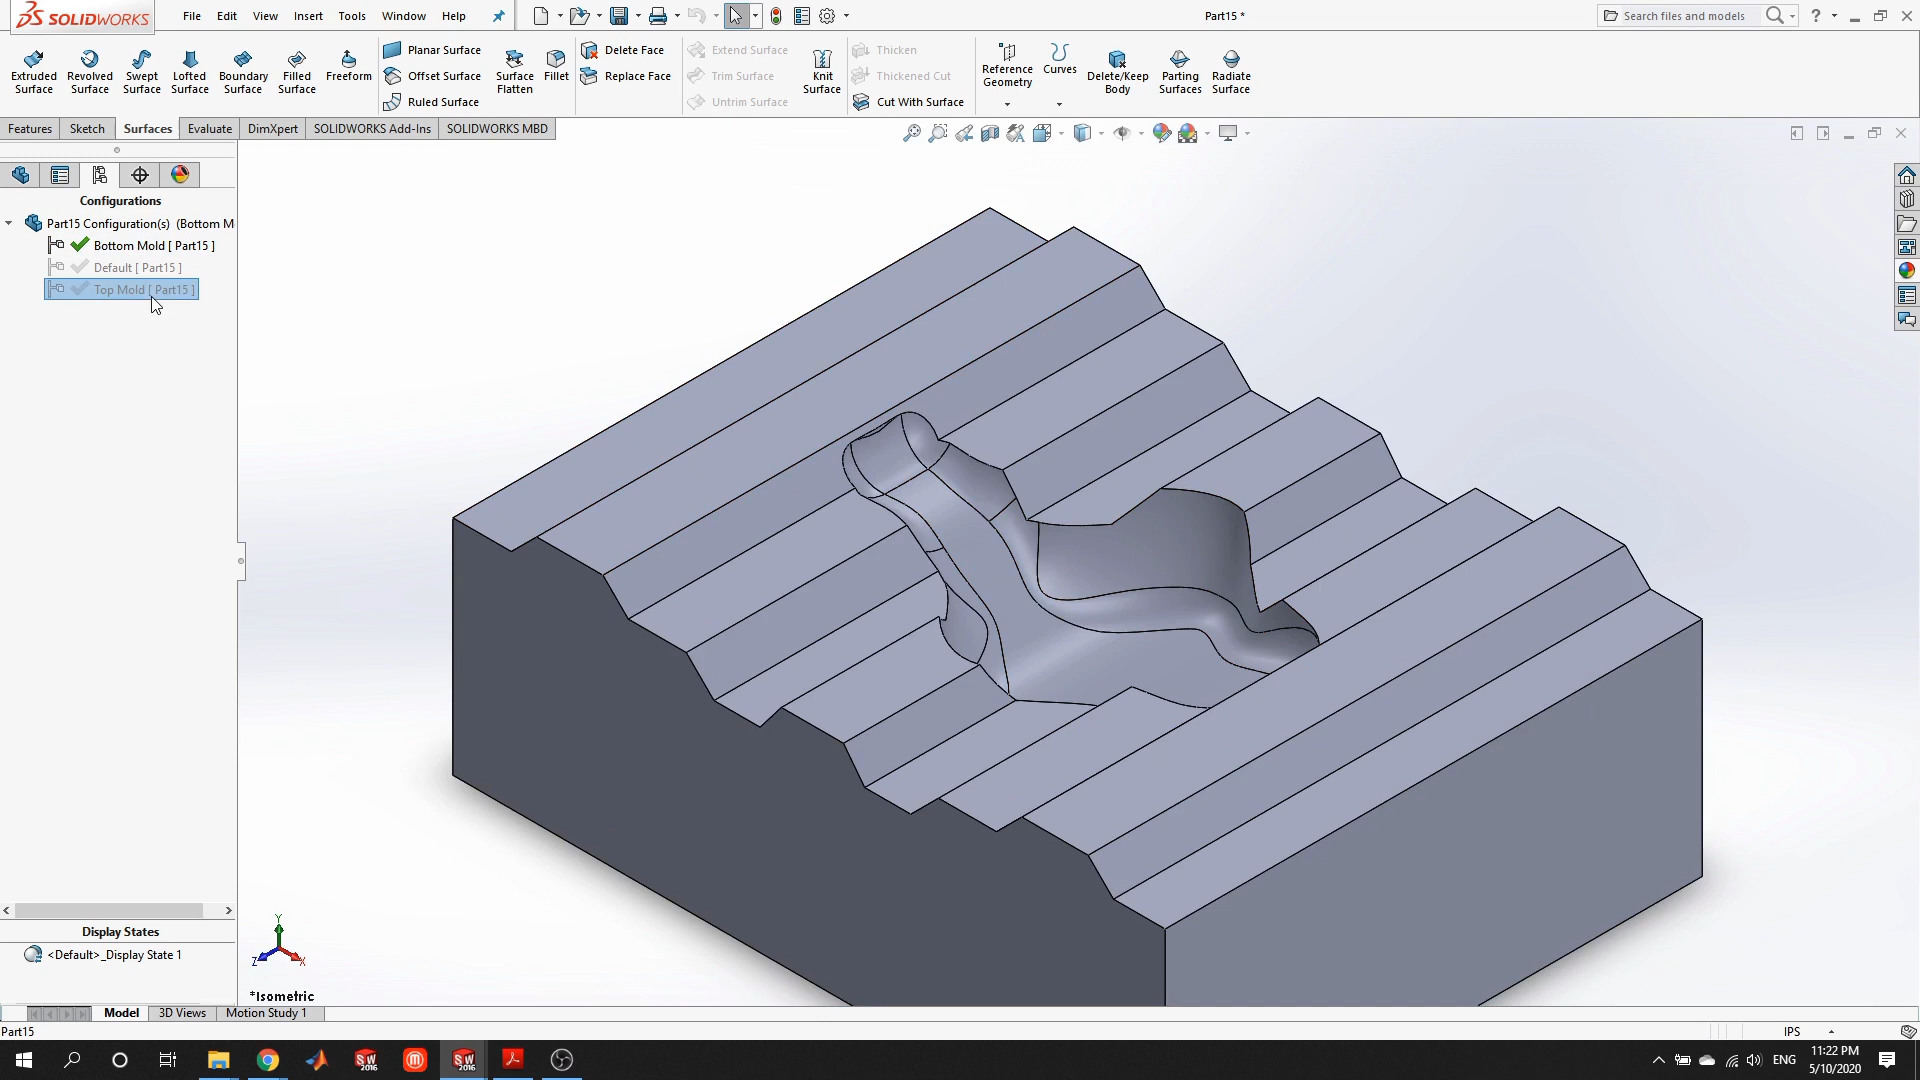 SOLIDWORKS
File Edit View Insert Tools Window Help
Part15 *
Search files and models
Extruded Surface
Revolved Surface
Swept Surface
Lofted Surface
Boundary Surface
Filled Surface
Freeform
Planar Surface
Offset Surface
Ruled Surface
Surface Flatten
Fillet
Delete Face
Replace Face
Extend Surface
Trim Surface
Untrim Surface
Knit Surface
Thicken
Thickened Cut
Cut With Surface
Reference Geometry
Curves
Delete/Keep Body
Parting Surfaces
Radiate Surface
Features Sketch Surfaces Evaluate DimXpert SOLIDWORKS Add-Ins SOLIDWORKS MBD
Configurations
Part15 Configuration(s) (Bottom M
Bottom Mold [ Part15 ]
Default [ Part15 ]
Top Mold [ Part15 ]
Display States
<Default>_Display State 1
Y
Z
X
*Isometric
Model 3D Views Motion Study 1
Part15
IPS
SW 2016
SW 2016
ENG
11:22 PM
5/10/2020